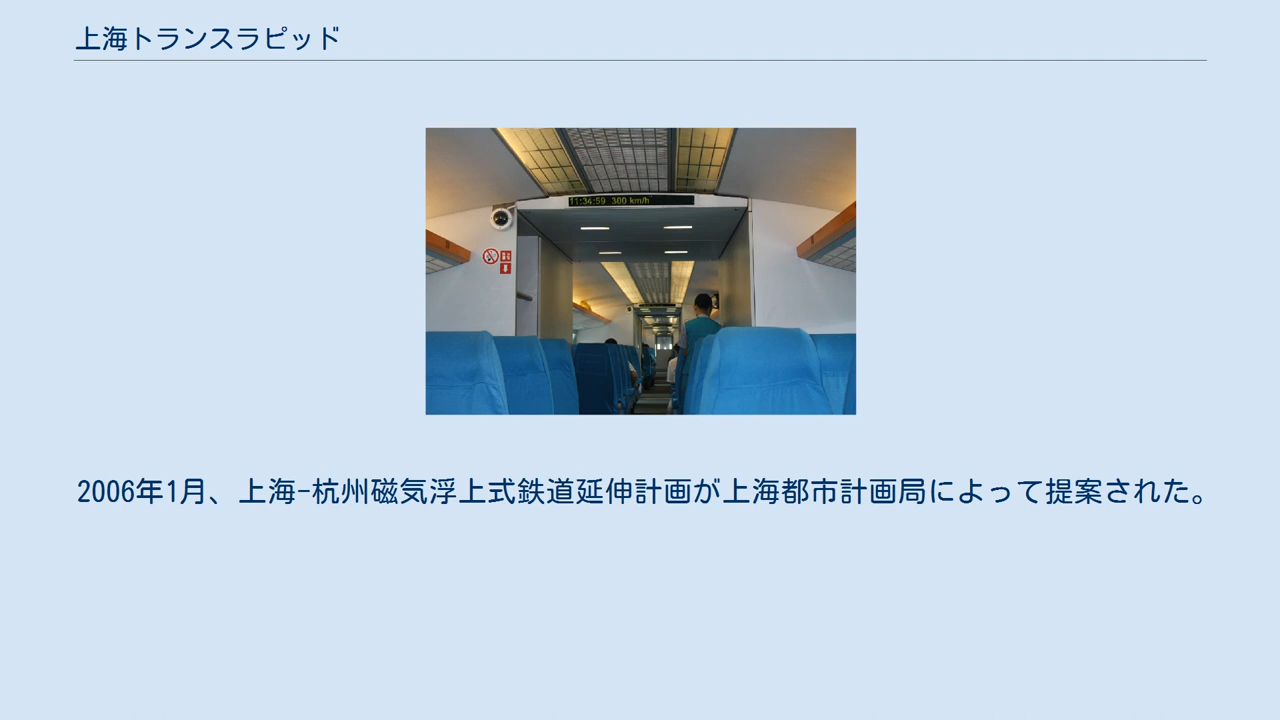 上海トランスラピッド
11:34:59 300 km/h
2006年1月、上海-杭州磁気浮上式鉄道延伸計画が上海都市計画局によって提案された。